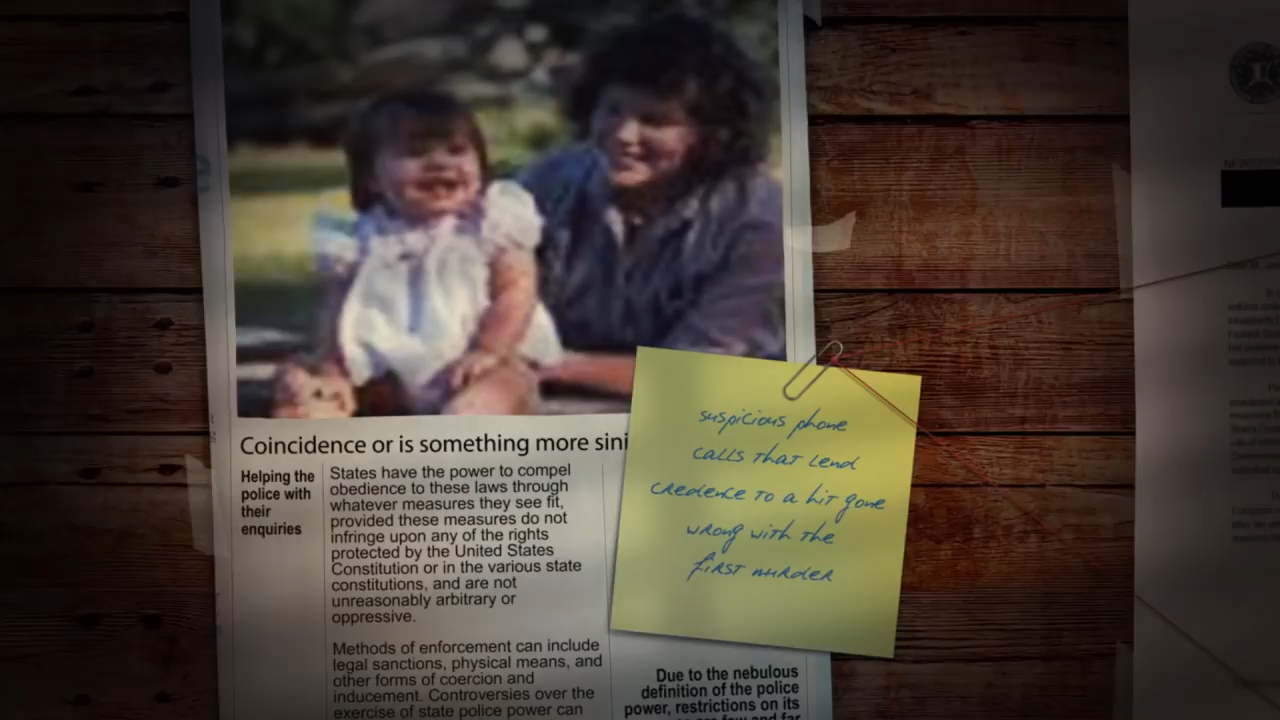 Coincidence or is something more sini
Helping the
police with
their
enquiries
States have the power to compel
obedience to these laws through
whatever measures they see fit,
provided these measures do not
infringe upon any of the rights
protected by the United States
Constitution or in the various state
constitutions, and are not
unreasonably arbitrary or
oppressive.
Methods of enforcement can include
legal sanctions, physical means, and
other forms of coercion and
inducement. Controversies over the
exercise of state police power can
suspicious phone
calls that lend
credence to a hit gone
wrong with the
first murder
Due to the nebulous
definition of the police
power, restrictions on its